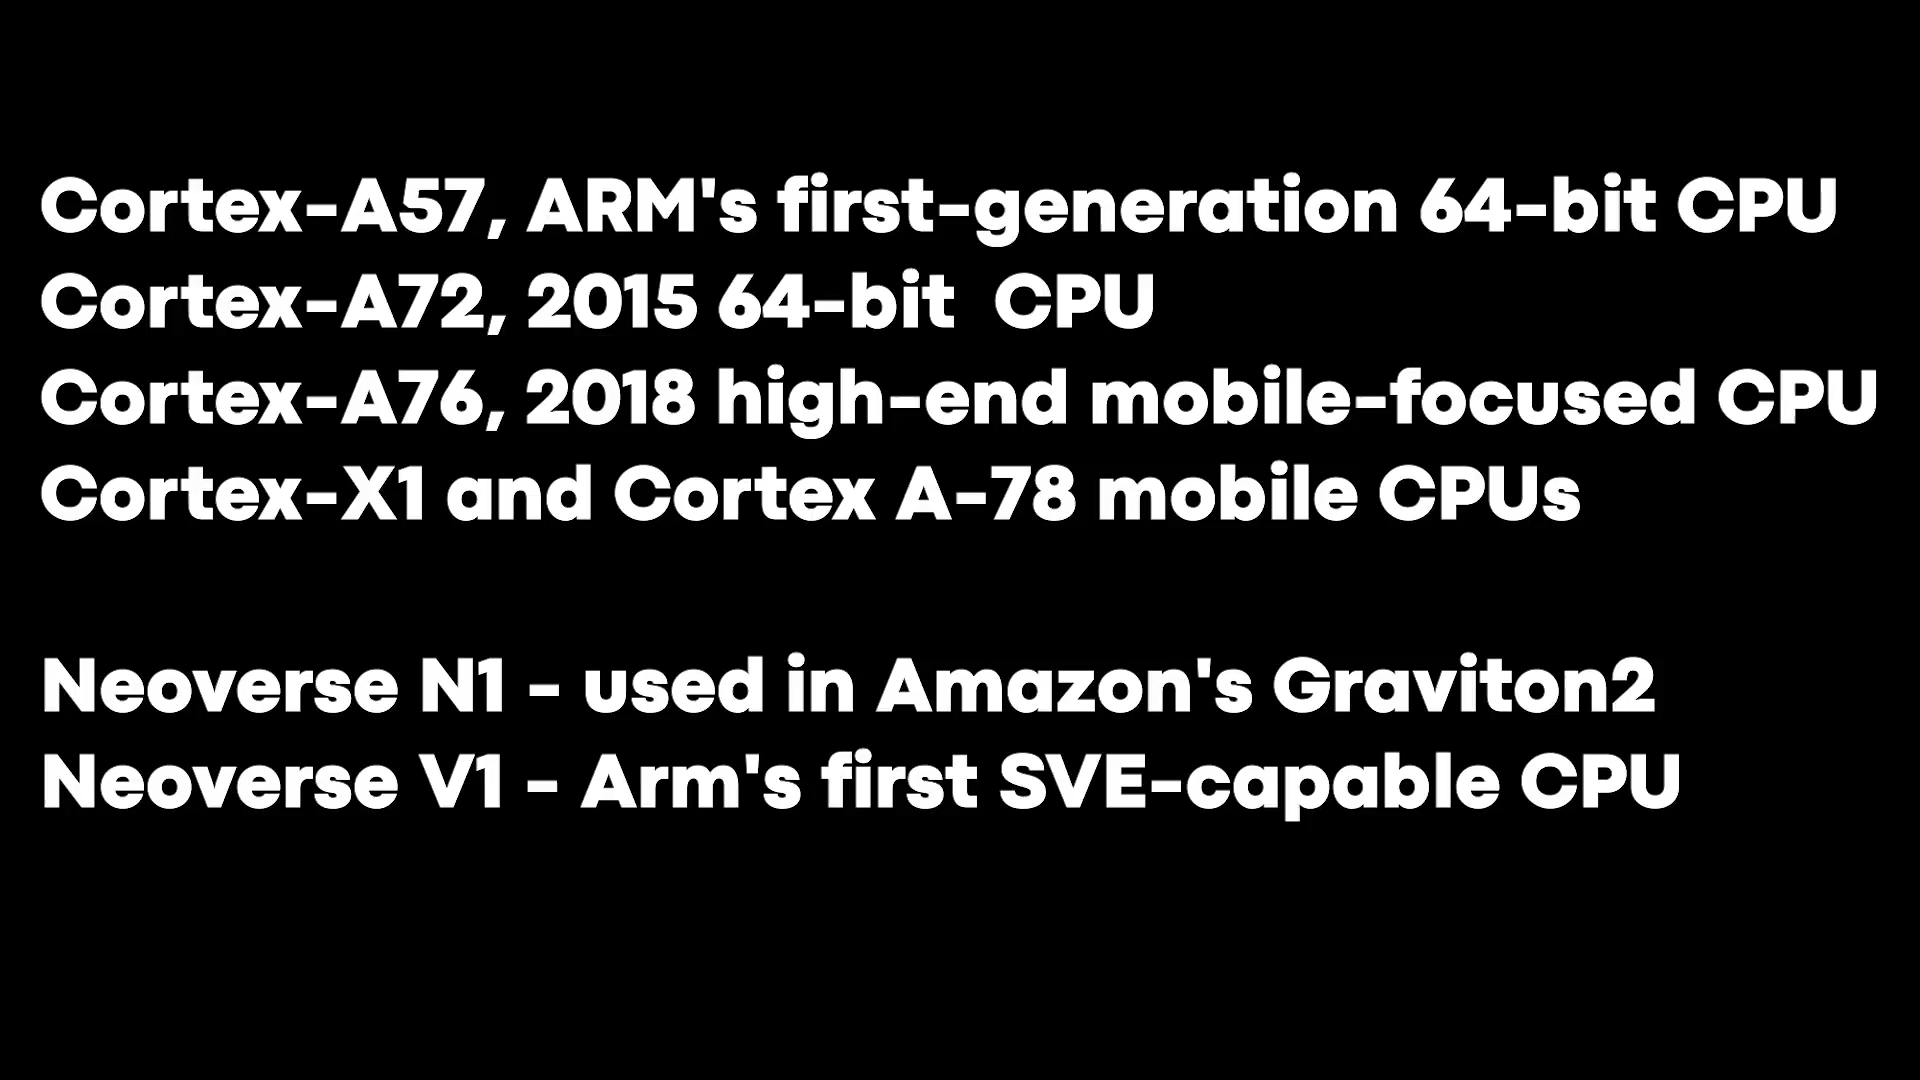 Cortex-A57, ARM's first-generation 64-bit CPU
Cortex-A72, 2015 64-bit  CPU
Cortex-A76, 2018 high-end mobile-focused CPU
Cortex-X1 and Cortex A-78 mobile CPUs
Neoverse N1 - used in Amazon's Graviton2
Neoverse V1 - Arm's first SVE-capable CPU